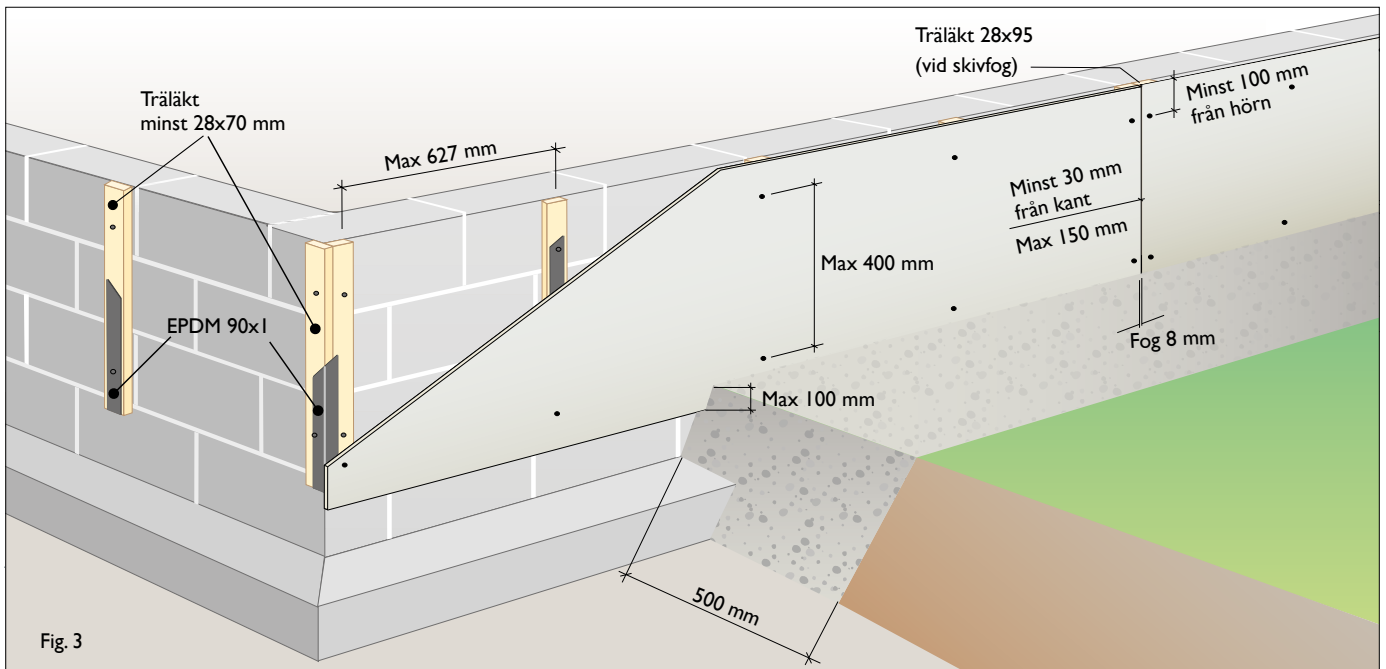 Träläkt 28x95
(vid skivfog)
Träläkt
minst 28x70 mm
Minst 100 mm
från hörn
Max 627 mm
Minst 30 mm
från kant
Max 150 mm
Max 400 mm
EPDM 90x1
Fog 8 mm
Max 100 mm
500 mm
Fig. 3